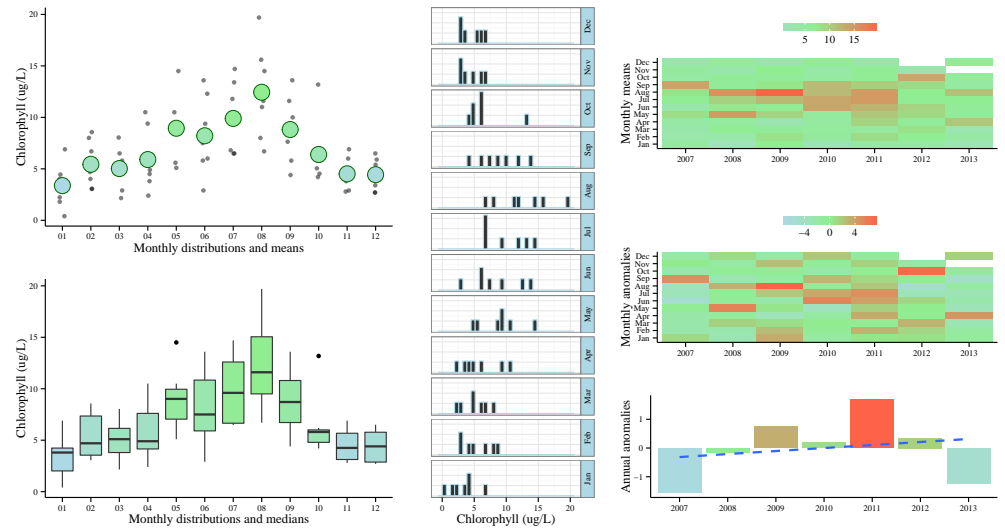 20
15
10
5
0
Chlorophyll (ug/L)
01 02 03 04 05 06 07 08 09 10 11 12
Monthly distributions and means
20
15
10
5
0
Chlorophyll (ug/L)
01 02 03 04 05 06 07 08 09 10 11 12
Monthly distributions and medians
Dec
Nov
Oct
Sep
Aug
Jul
Jun
May
Apr
Mar
Feb
Jan
0 5 10 15 20
Chlorophyll (ug/L)
5 10 15
Monthly means
Dec
Nov
Oct
Sep
Aug
Jul
Jun
May
Apr
Mar
Feb
Jan
2007 2008 2009 2010 2011 2012 2013
−4 0 4
Monthly anomalies
Dec
Nov
Oct
Sep
Aug
Jul
Jun
May
Apr
Mar
Feb
Jan
2007 2008 2009 2010 2011 2012 2013
Annual anomalies
1
0
−1
2007 2008 2009 2010 2011 2012 2013